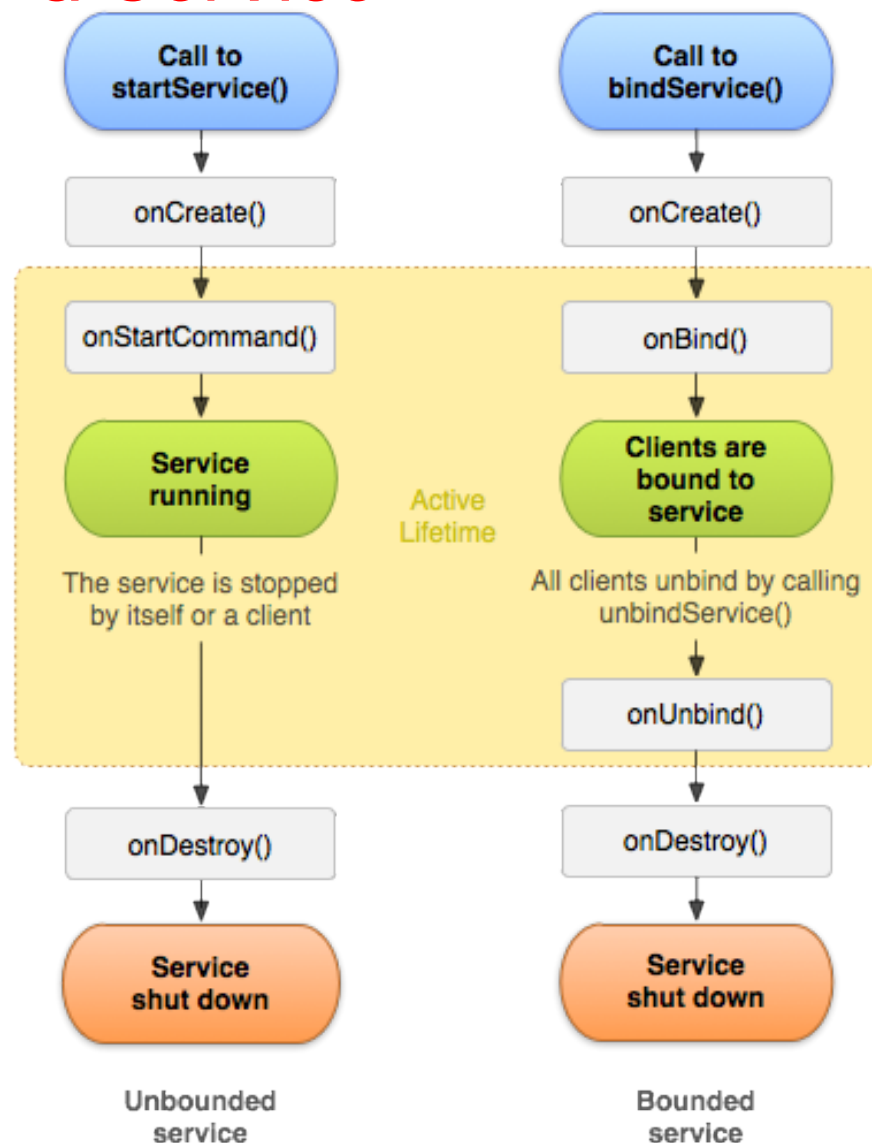 Call to
startService()
onCreate()
onStartCommand()
Service
running
The service is stopped
by itself or a client
onDestroy()
Service
shut down
Unbounded
service
Active
Lifetime
Call to
bindService()
onCreate()
onBind()
Clients are
bound to
service
All clients unbind by calling
unbindService()
onUnbind()
onDestroy()
Service
shut down
Bounded
service